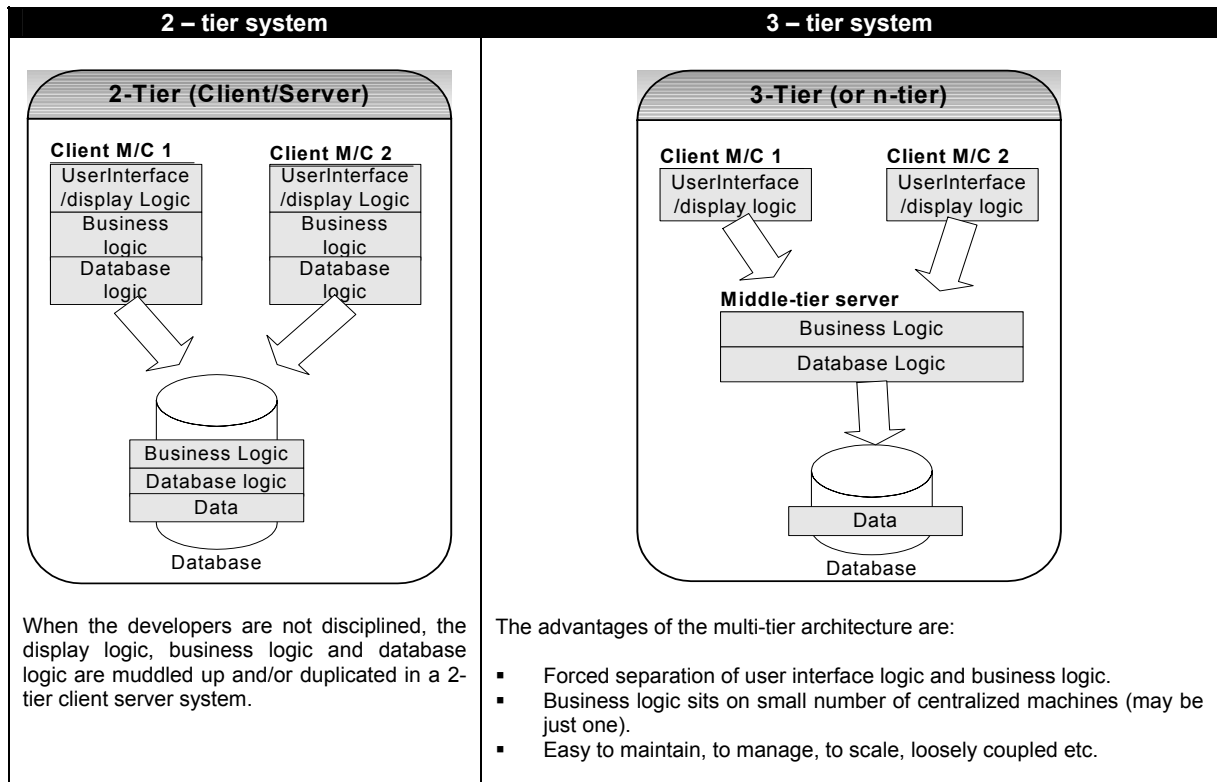 2 – tier system
3 – tier system
2-Tier (Client/Server)
Client M/C 1
UserInterface
/display Logic
Business
logic
Database
logic
Client M/C 2
UserInterface
/display Logic
Business
logic
Database
logic
Business Logic
Database logic
Data
Database
When the developers are not disciplined, the
display logic, business logic and database
logic are muddled up and/or duplicated in a 2-
tier client server system.
3-Tier (or n-tier)
Client M/C 1
UserInterface
/display logic
Client M/C 2
UserInterface
/display logic
Middle-tier server
Business Logic
Database Logic
Data
Database
The advantages of the multi-tier architecture are:
▪ Forced separation of user interface logic and business logic.
▪ Business logic sits on small number of centralized machines (may be
just one).
▪ Easy to maintain, to manage, to scale, loosely coupled etc.